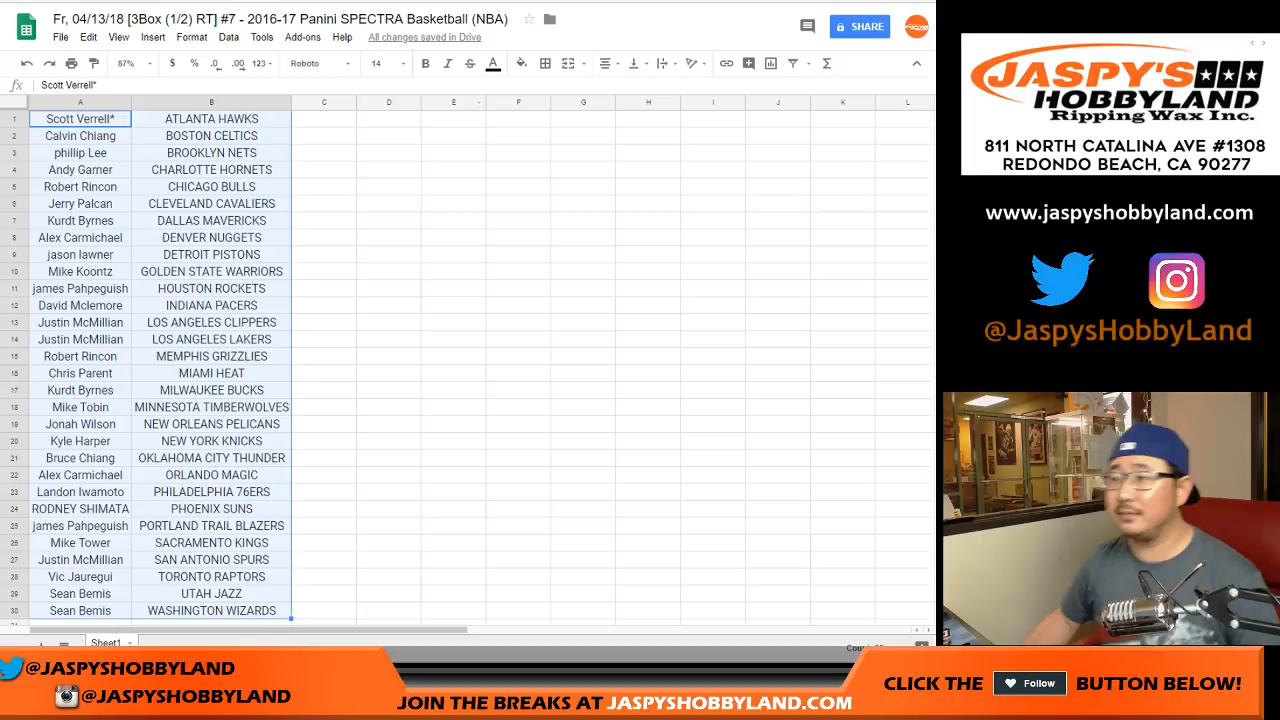 Fr, 04/13/18 [3Box (1/2) RT] #7 - 2016-17 Panini SPECTRA Basketball (NBA)
File Edit View Insert Format Data Tools Add-ons Help All changes saved in Drive
SHARE
87% $ % .0 .00 123 Roboto 14 B I S A
fx Scott Verrell*
A B C D E F G H I J K L
1 Scott Verrell* ATLANTA HAWKS
2 Calvin Chiang BOSTON CELTICS
3 phillip Lee BROOKLYN NETS
4 Andy Garner CHARLOTTE HORNETS
5 Robert Rincon CHICAGO BULLS
6 Jerry Palcan CLEVELAND CAVALIERS
7 Kurdt Byrnes DALLAS MAVERICKS
8 Alex Carmichael DENVER NUGGETS
9 jason lawner DETROIT PISTONS
10 Mike Koontz GOLDEN STATE WARRIORS
11 james Pahpeguish HOUSTON ROCKETS
12 David Mclemore INDIANA PACERS
13 Justin McMillian LOS ANGELES CLIPPERS
14 Justin McMillian LOS ANGELES LAKERS
15 Robert Rincon MEMPHIS GRIZZLIES
16 Chris Parent MIAMI HEAT
17 Kurdt Byrnes MILWAUKEE BUCKS
18 Mike Tobin MINNESOTA TIMBERWOLVES
19 Jonah Wilson NEW ORLEANS PELICANS
20 Kyle Harper NEW YORK KNICKS
21 Bruce Chiang OKLAHOMA CITY THUNDER
22 Alex Carmichael ORLANDO MAGIC
23 Landon Iwamoto PHILADELPHIA 76ERS
24 RODNEY SHIMATA PHOENIX SUNS
25 james Pahpeguish PORTLAND TRAIL BLAZERS
26 Mike Tower SACRAMENTO KINGS
27 Justin McMillian SAN ANTONIO SPURS
28 Vic Jauregui TORONTO RAPTORS
29 Sean Bemis UTAH JAZZ
30 Sean Bemis WASHINGTON WIZARDS
Sheet1
JASPY'S
HOBBYLAND
Ripping Wax Inc.
811 NORTH CATALINA AVE #1308
REDONDO BEACH, CA 90277
www.jaspyshobbyland.com
@JaspysHobbyLand
@JASPYSHOBBYLAND
@JASPYSHOBBYLAND
JOIN THE BREAKS AT JASPYSHOBBYLAND.COM
CLICK THE Follow BUTTON BELOW!